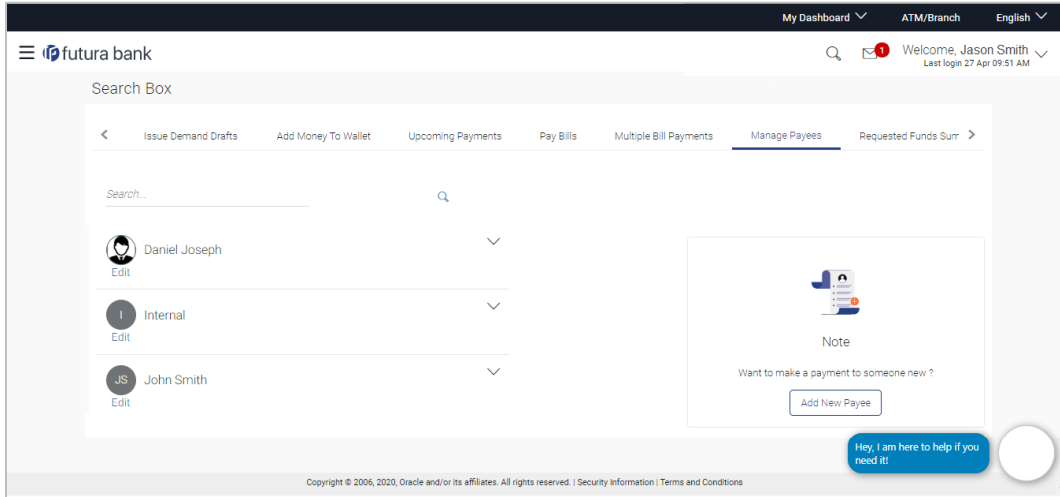 My Dashboard ATM/Branch English
futura bank
1
Welcome, Jason Smith
Last login 27 Apr 09:51 AM
Search Box
Issue Demand Drafts Add Money To Wallet Upcoming Payments Pay Bills Multiple Bill Payments Manage Payees Requested Funds Sum
Search...
Daniel Joseph
Edit
I Internal
Edit
JS John Smith
Edit
Note
Want to make a payment to someone new ?
Add New Payee
Hey, I am here to help if you
need it!
Copyright © 2006, 2020, Oracle and/or its affiliates. All rights reserved. | Security Information | Terms and Conditions